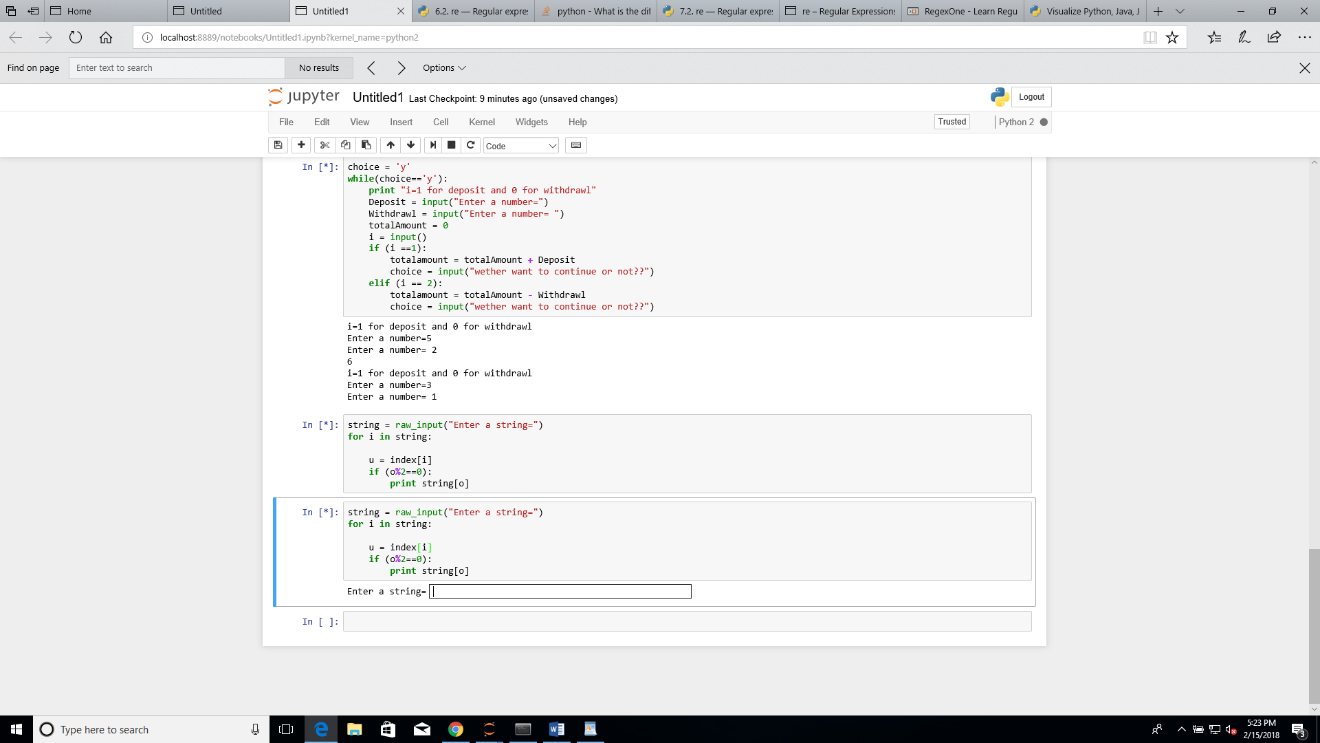 Home
Untitled
Untitled1
6.2. re — Regular expre:
python - What is the dif
7.2. re — Regular expre:
re – Regular Expressions
RegexOne - Learn Regu
Visualize Python, Java, J
localhost:8889/notebooks/Untitled1.ipynb?kernel_name=python2
Find on page
Enter text to search
No results
Options
jupyter Untitled1 Last Checkpoint: 9 minutes ago (unsaved changes)
Logout
File Edit View Insert Cell Kernel Widgets Help
Trusted
Python 2
Code
In [*]: choice = 'y'
while(choice=='y'):
    print "i=1 for deposit and 0 for withdrawl"
    Deposit = input("Enter a number=")
    Withdrawl = input("Enter a number= ")
    totalAmount = 0
    i = input()
    if (i ==1):
        totalamount = totalAmount + Deposit
        choice = input("wether want to continue or not??")
    elif (i == 2):
        totalamount = totalAmount - Withdrawl
        choice = input("wether want to continue or not??")
i=1 for deposit and 0 for withdrawl
Enter a number=5
Enter a number= 2
6
i=1 for deposit and 0 for withdrawl
Enter a number=3
Enter a number= 1
In [*]: string = raw_input("Enter a string=")
for i in string:
    u = index[i]
    if (o%2==0):
        print string[o]
In [*]: string = raw_input("Enter a string=")
for i in string:
    u = index[i]
    if (o%2==0):
        print string[o]
Enter a string=
In [ ]:
Type here to search
5:23 PM
2/15/2018
3